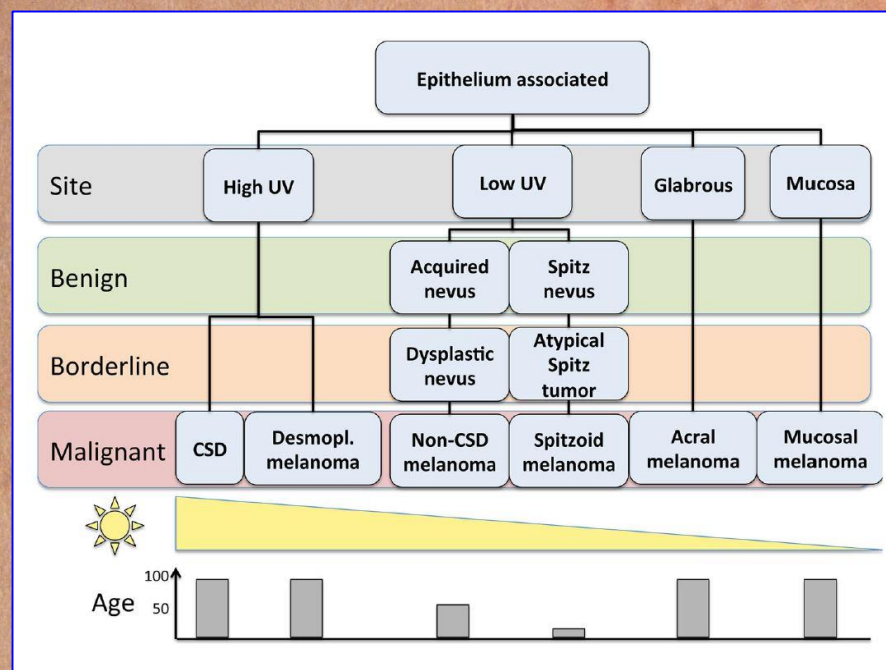 Epithelium associated
Site
High UV
Low UV
Glabrous
Mucosa
Benign
Acquired
nevus
Spitz
nevus
Borderline
Dysplastic
nevus
Atypical
Spitz
tumor
Malignant
CSD
Desmopl.
melanoma
Non-CSD
melanoma
Spitzoid
melanoma
Acral
melanoma
Mucosal
melanoma
Age
100
50